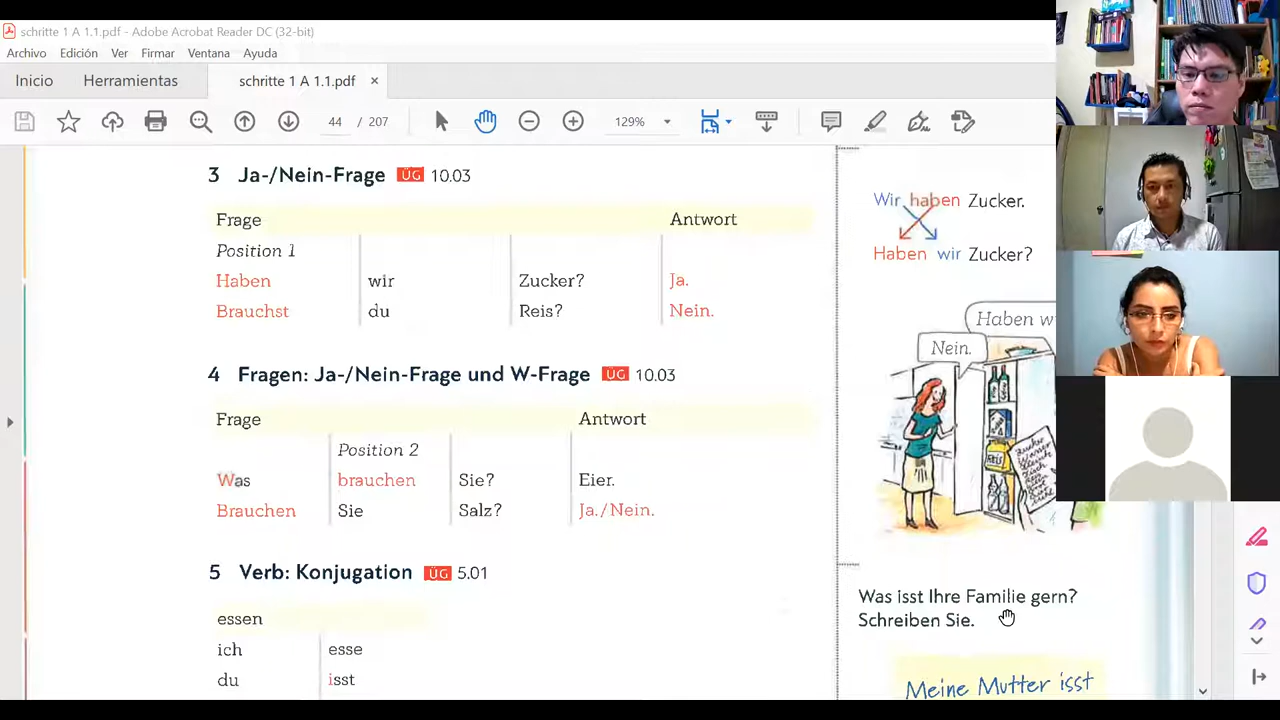 schritte 1 A 1.1.pdf - Adobe Acrobat Reader DC (32-bit)
Archivo Edición Ver Firmar Ventana Ayuda
Inicio Herramientas schritte 1 A 1.1.pdf ×
44 / 207 129%
3 Ja-/Nein-Frage ÜG 10.03
Frage Antwort
Position 1
Haben wir Zucker? Ja.
Brauchst du Reis? Nein.
4 Fragen: Ja-/Nein-Frage und W-Frage ÜG 10.03
Frage Antwort
Position 2
Was brauchen Sie? Eier.
Brauchen Sie Salz? Ja./Nein.
5 Verb: Konjugation ÜG 5.01
essen
ich esse
du isst
Wir haben Zucker.
Haben wir Zucker?
Haben w
Nein.
Was isst Ihre Familie gern?
Schreiben Sie.
Meine Mutter isst